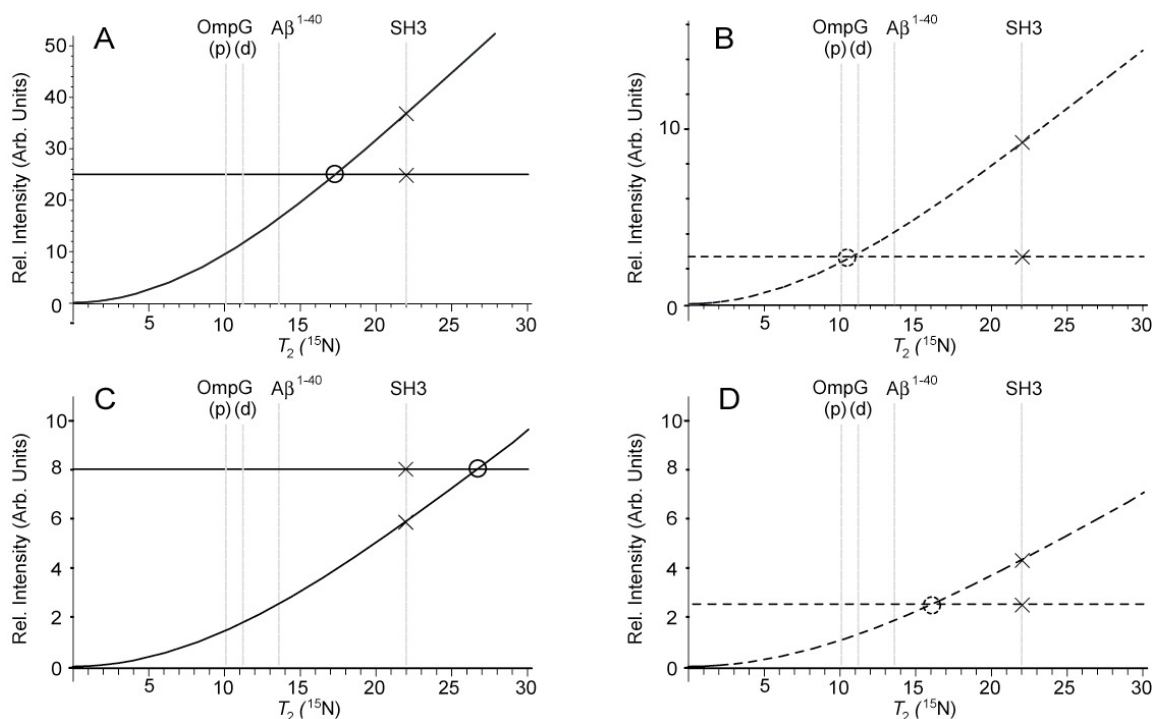 A
OmpG
(p) (d)
Aβ1-40
SH3
Rel. Intensity (Arb. Units)
50
40
30
20
10
0
5
10
15
20
25
30
T2 (15N)
B
OmpG
(p) (d)
Aβ1-40
SH3
Rel. Intensity (Arb. Units)
10
0
5
10
15
20
25
30
T2 (15N)
C
OmpG
(p) (d)
Aβ1-40
SH3
Rel. Intensity (Arb. Units)
10
8
6
4
2
0
5
10
15
20
25
30
T2 (15N)
D
OmpG
(p) (d)
Aβ1-40
SH3
Rel. Intensity (Arb. Units)
10
8
6
4
2
0
5
10
15
20
25
30
T2 (15N)